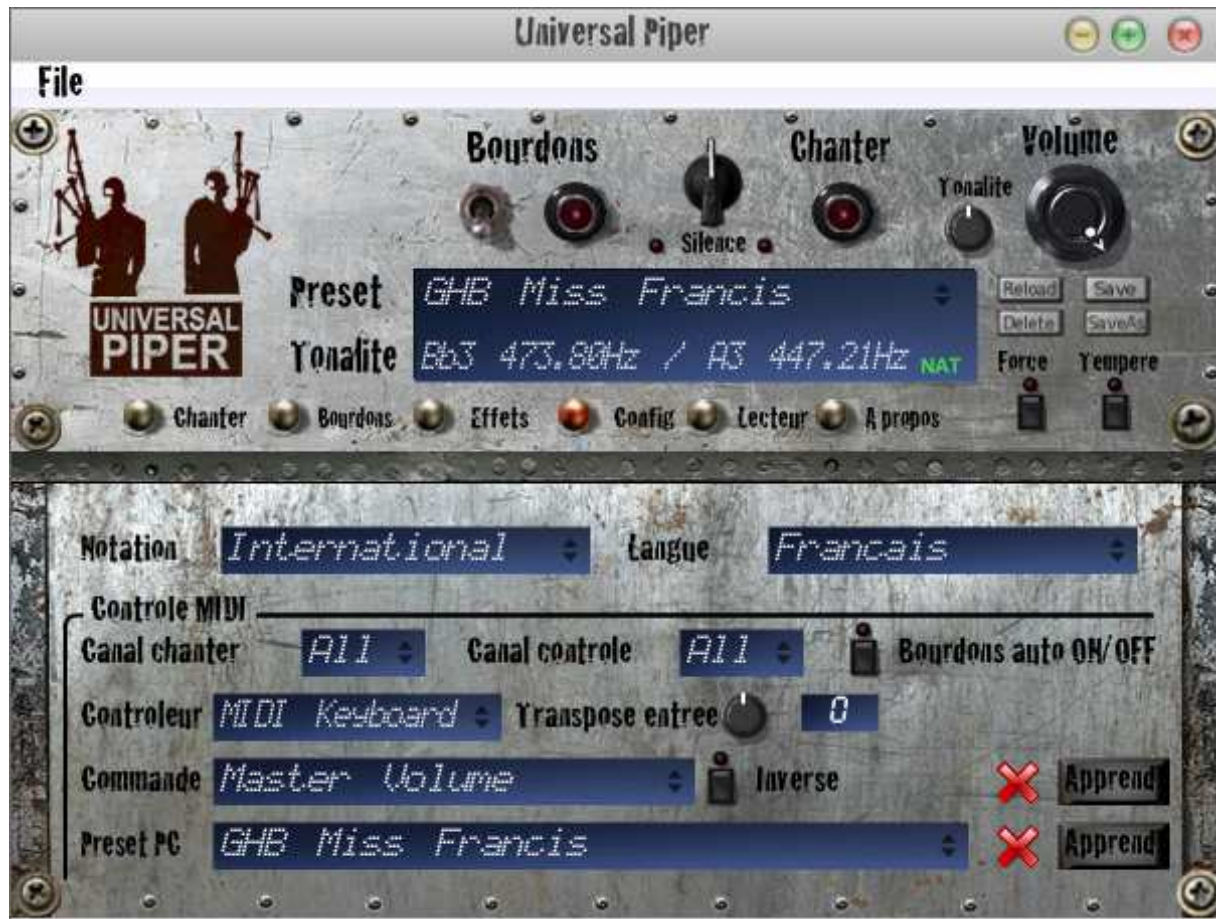 Universal Piper
File
Bourdons
Chanter
Volume
Tonalite
Silence
Preset GHB Miss Francis
Reload Save
UNIVERSAL PIPER
Delete SaveAs
Tonalite Bb3 473.80Hz / A3 447.21Hz NAT
Force Tempere
Chanter Bourdons Effets Config Lecteur A propos
Notation International Langue Francais
Controle MIDI
Canal chanter All Canal controle All Bourdons auto ON/OFF
Controleur MIDI Keyboard Transpose entree 0
Commande Master Volume Inverse Apprend
Preset PC GHB Miss Francis Apprend